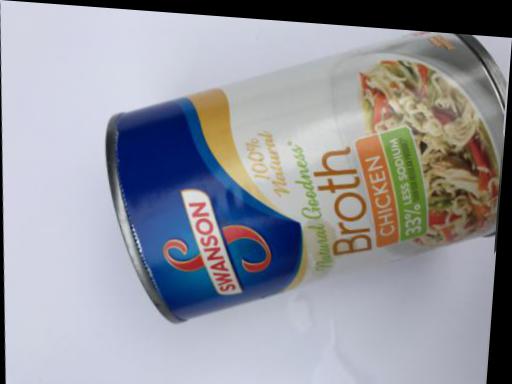 SWANSON
100%
Natural
Natural Goodness
Broth
CHICKEN
33% LESS SODIUM